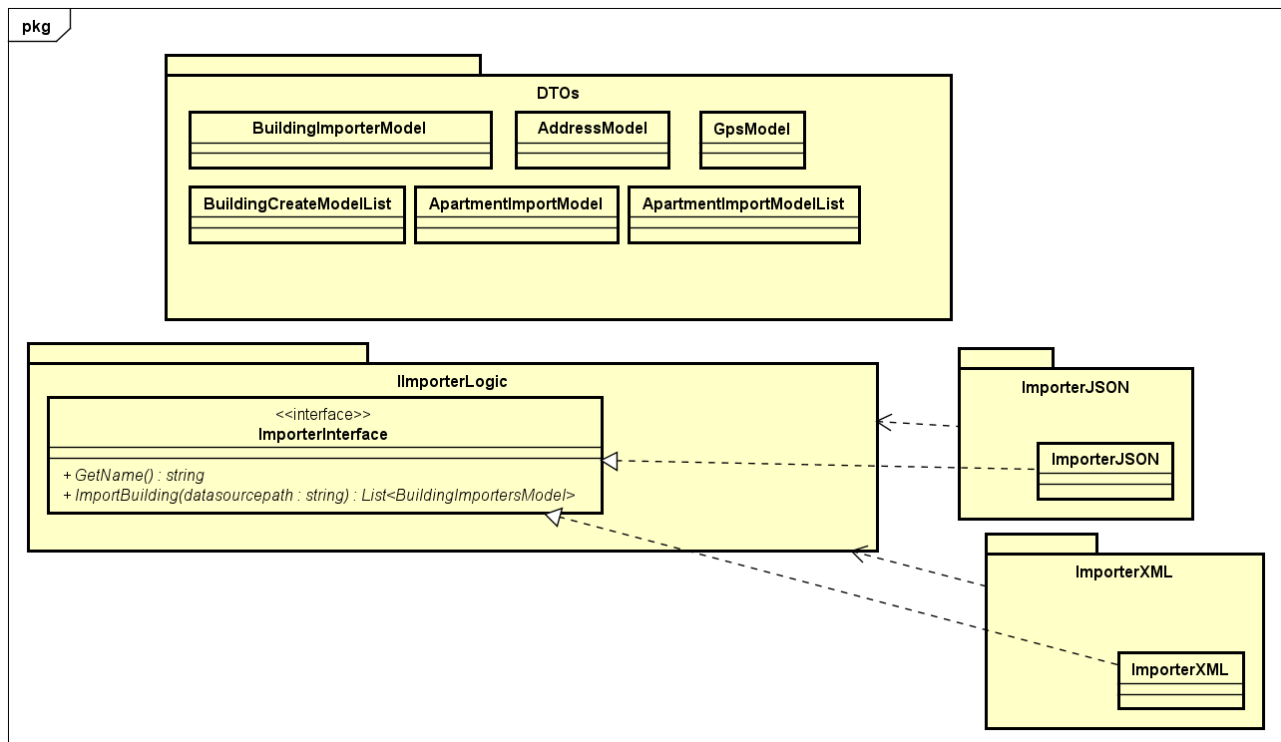 pkg
DTOs
BuildingImporterModel
AddressModel
GpsModel
BuildingCreateModelList
ApartmentImportModel
ApartmentImportModelList
IImporterLogic
<<interface>>
ImporterInterface
+ GetName() : string
+ ImportBuilding(datasourcepath : string) : List<BuildingImportersModel>
ImporterJSON
ImporterJSON
ImporterXML
ImporterXML